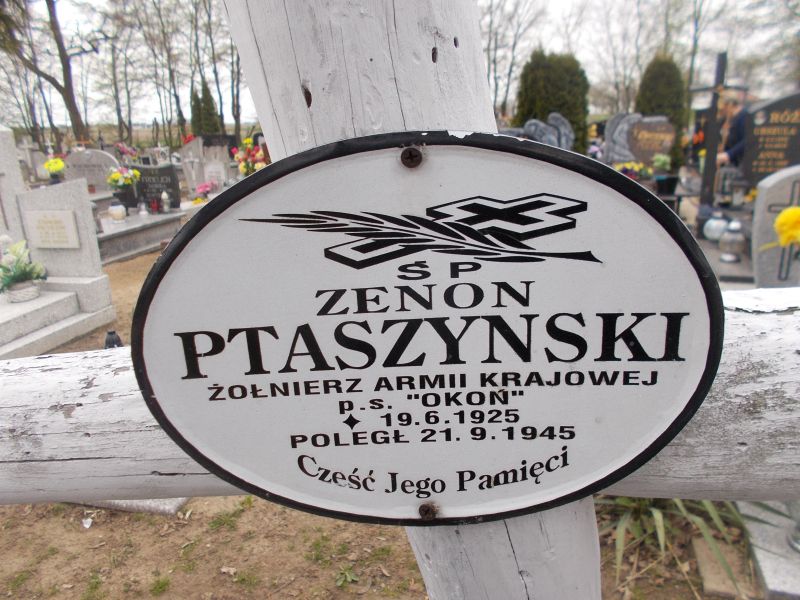 ŚP
ZENON
PTASZYNSKI
ŻOŁNIERZ ARMII KRAJOWEJ
p.s. "OKOŃ"
✦ 19.6.1925
POLEGŁ 21.9.1945
Cześć Jego Pamięci